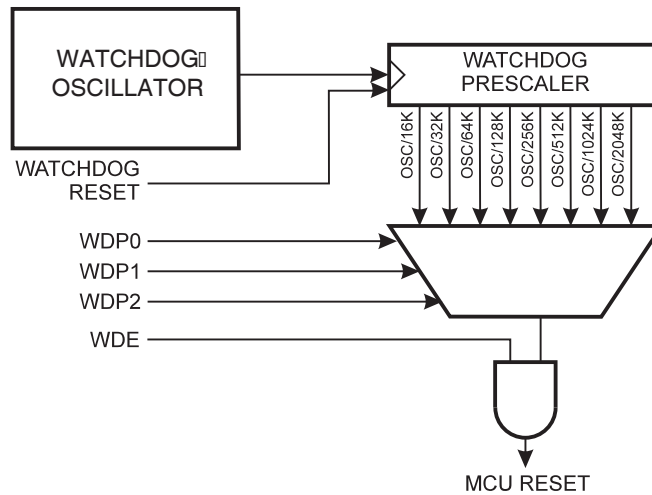 WATCHDOG
OSCILLATOR
WATCHDOG
PRESCALER
OSC/16K
OSC/32K
OSC/64K
OSC/128K
OSC/256K
OSC/512K
OSC/1024K
OSC/2048K
WATCHDOG
RESET
WDP0
WDP1
WDP2
WDE
MCU RESET